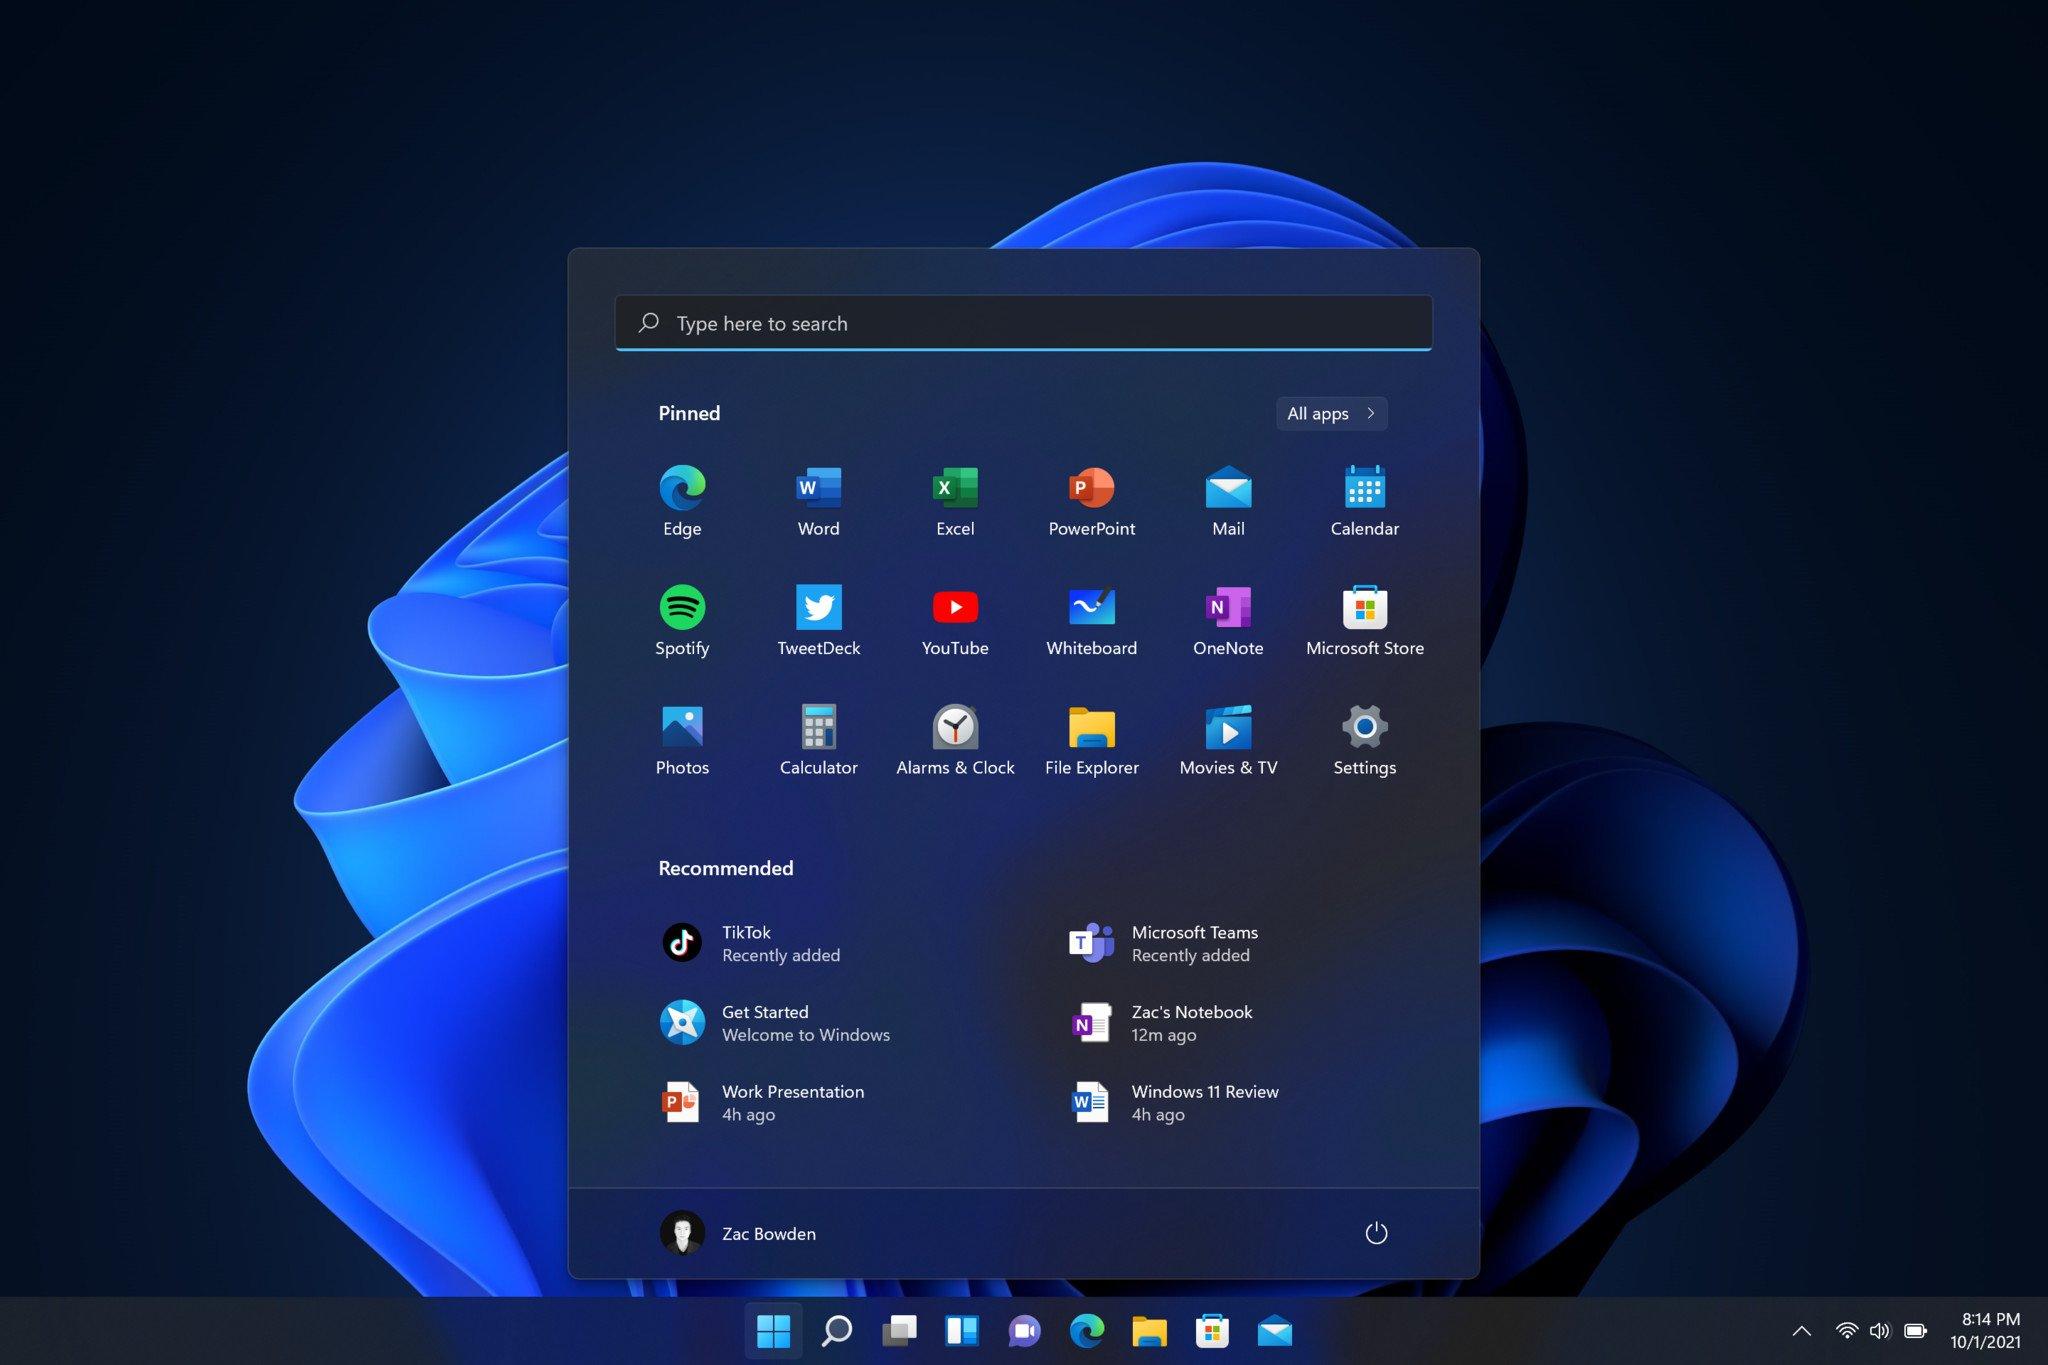 Type here to search
Pinned
All apps
Edge
Word
Excel
PowerPoint
Mail
Calendar
Spotify
TweetDeck
YouTube
Whiteboard
OneNote
Microsoft Store
Photos
Calculator
Alarms & Clock
File Explorer
Movies & TV
Settings
Recommended
TikTok
Recently added
Microsoft Teams
Recently added
Get Started
Welcome to Windows
Zac's Notebook
12m ago
Work Presentation
4h ago
Windows 11 Review
4h ago
Zac Bowden
8:14 PM
10/1/2021